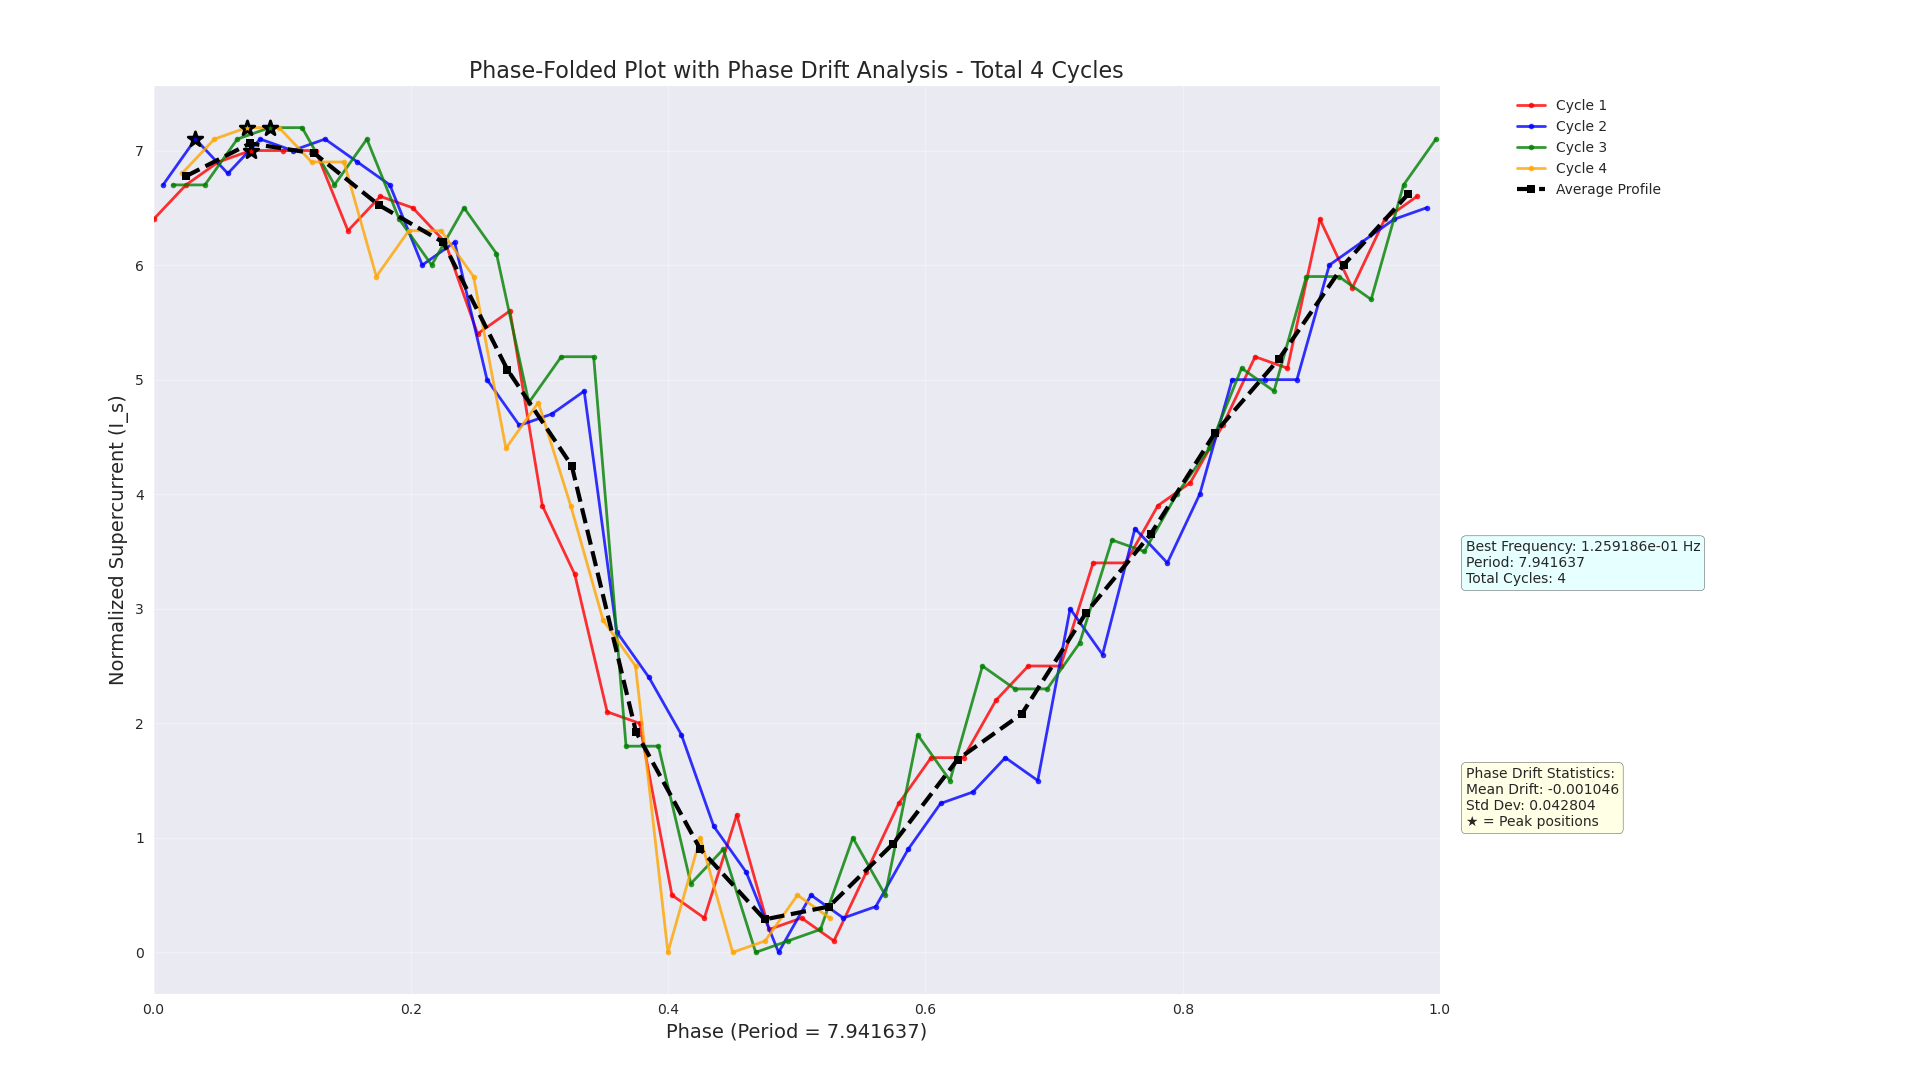 Phase-Folded Plot with Phase Drift Analysis - Total 4 Cycles
Normalized Supercurrent (I_s)
7
6
5
4
3
2
1
0
0.0
0.2
0.4
0.6
0.8
1.0
Phase (Period = 7.941637)
Cycle 1
Cycle 2
Cycle 3
Cycle 4
Average Profile
Best Frequency: 1.259186e-01 Hz
Period: 7.941637
Total Cycles: 4
Phase Drift Statistics:
Mean Drift: -0.001046
Std Dev: 0.042804
★ = Peak positions